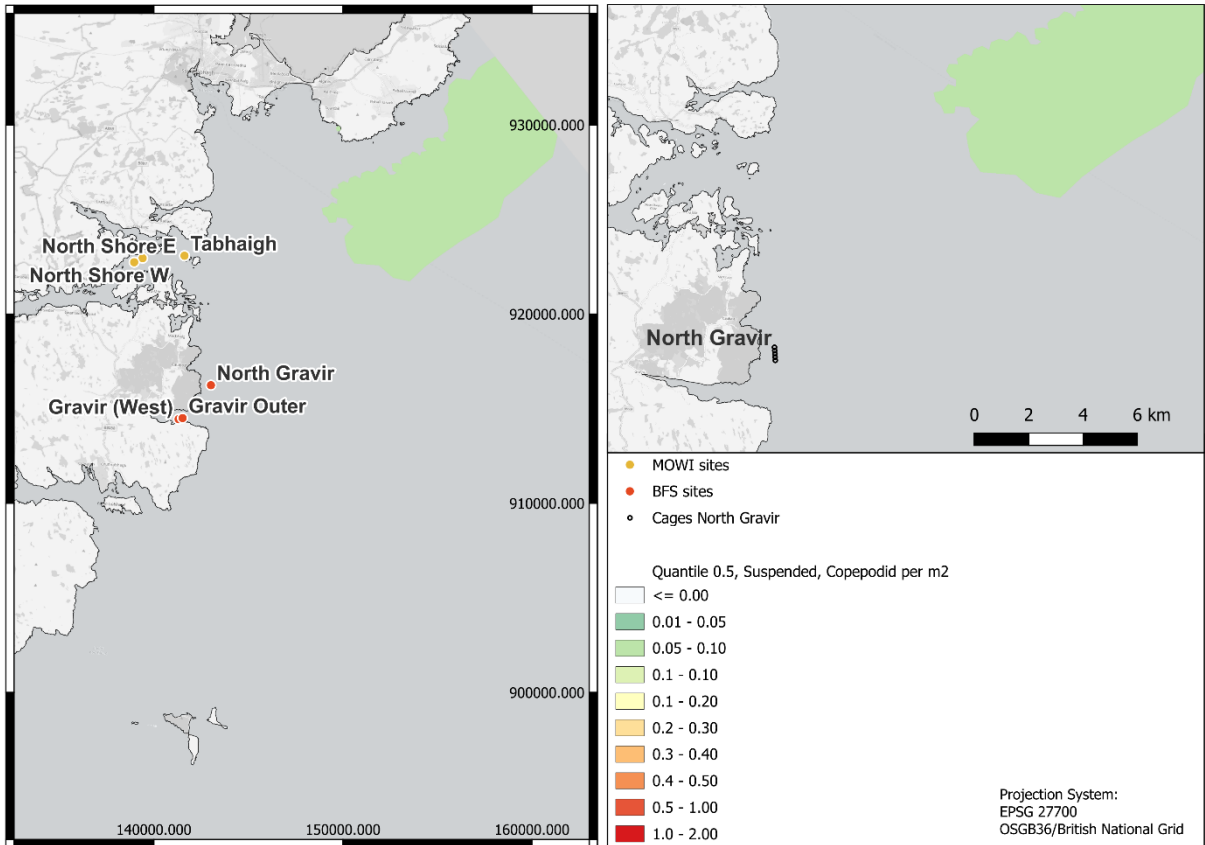 930000.000
North Shore E
Tabhaigh
North Shore W
920000.000
North Gravir
Gravir (West)
Gravir Outer
910000.000
900000.000
140000.000
150000.000
160000.000
North Gravir
0 2 4 6 km
MOWI sites
BFS sites
Cages North Gravir
Quantile 0.5, Suspended, Copepodid per m2
<= 0.00
0.01 - 0.05
0.05 - 0.10
0.1 - 0.10
0.1 - 0.20
0.2 - 0.30
0.3 - 0.40
0.4 - 0.50
0.5 - 1.00
1.0 - 2.00
Projection System:
EPSG 27700
OSGB36/British National Grid